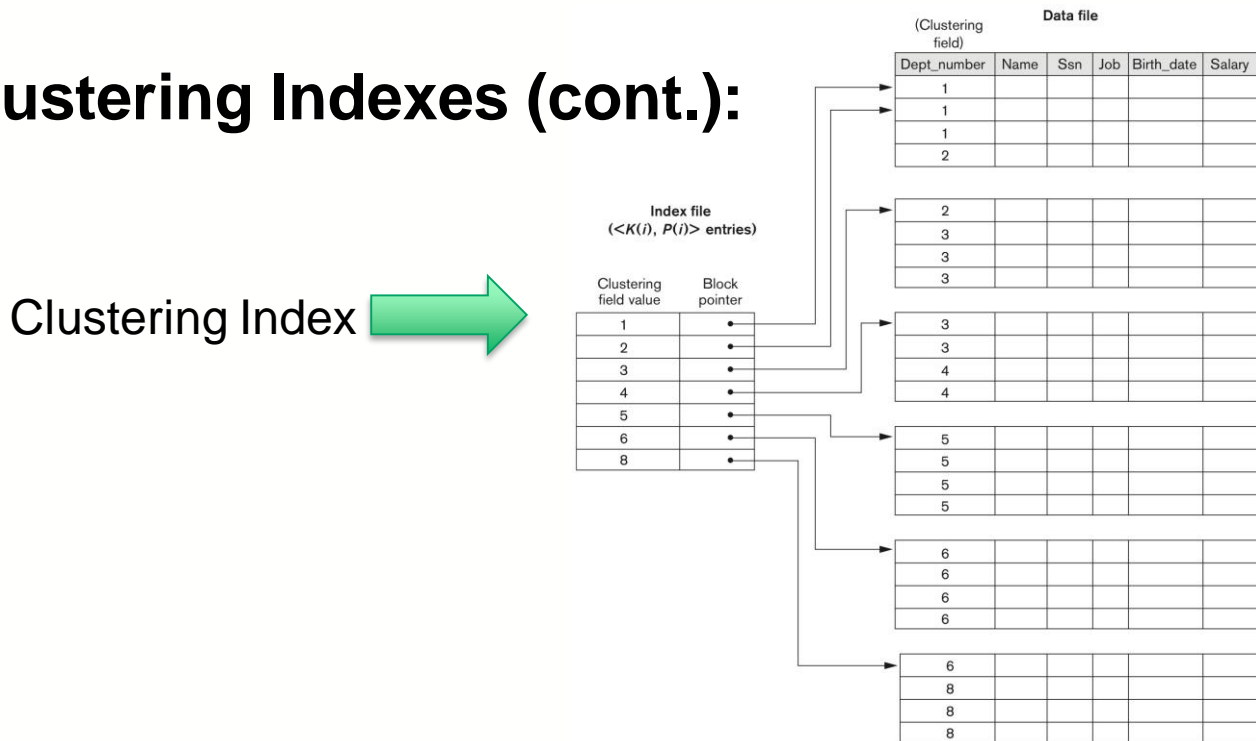 ustering Indexes (cont.):
Clustering Index
Index file
(<K(i), P(i)> entries)
Clustering
field value
Block
pointer
1
2
3
4
5
6
8
Data file
(Clustering
field)
Dept_number Name Ssn Job Birth_date Salary
1
1
1
2
2
3
3
3
3
3
4
4
5
5
5
5
6
6
6
6
6
8
8
8